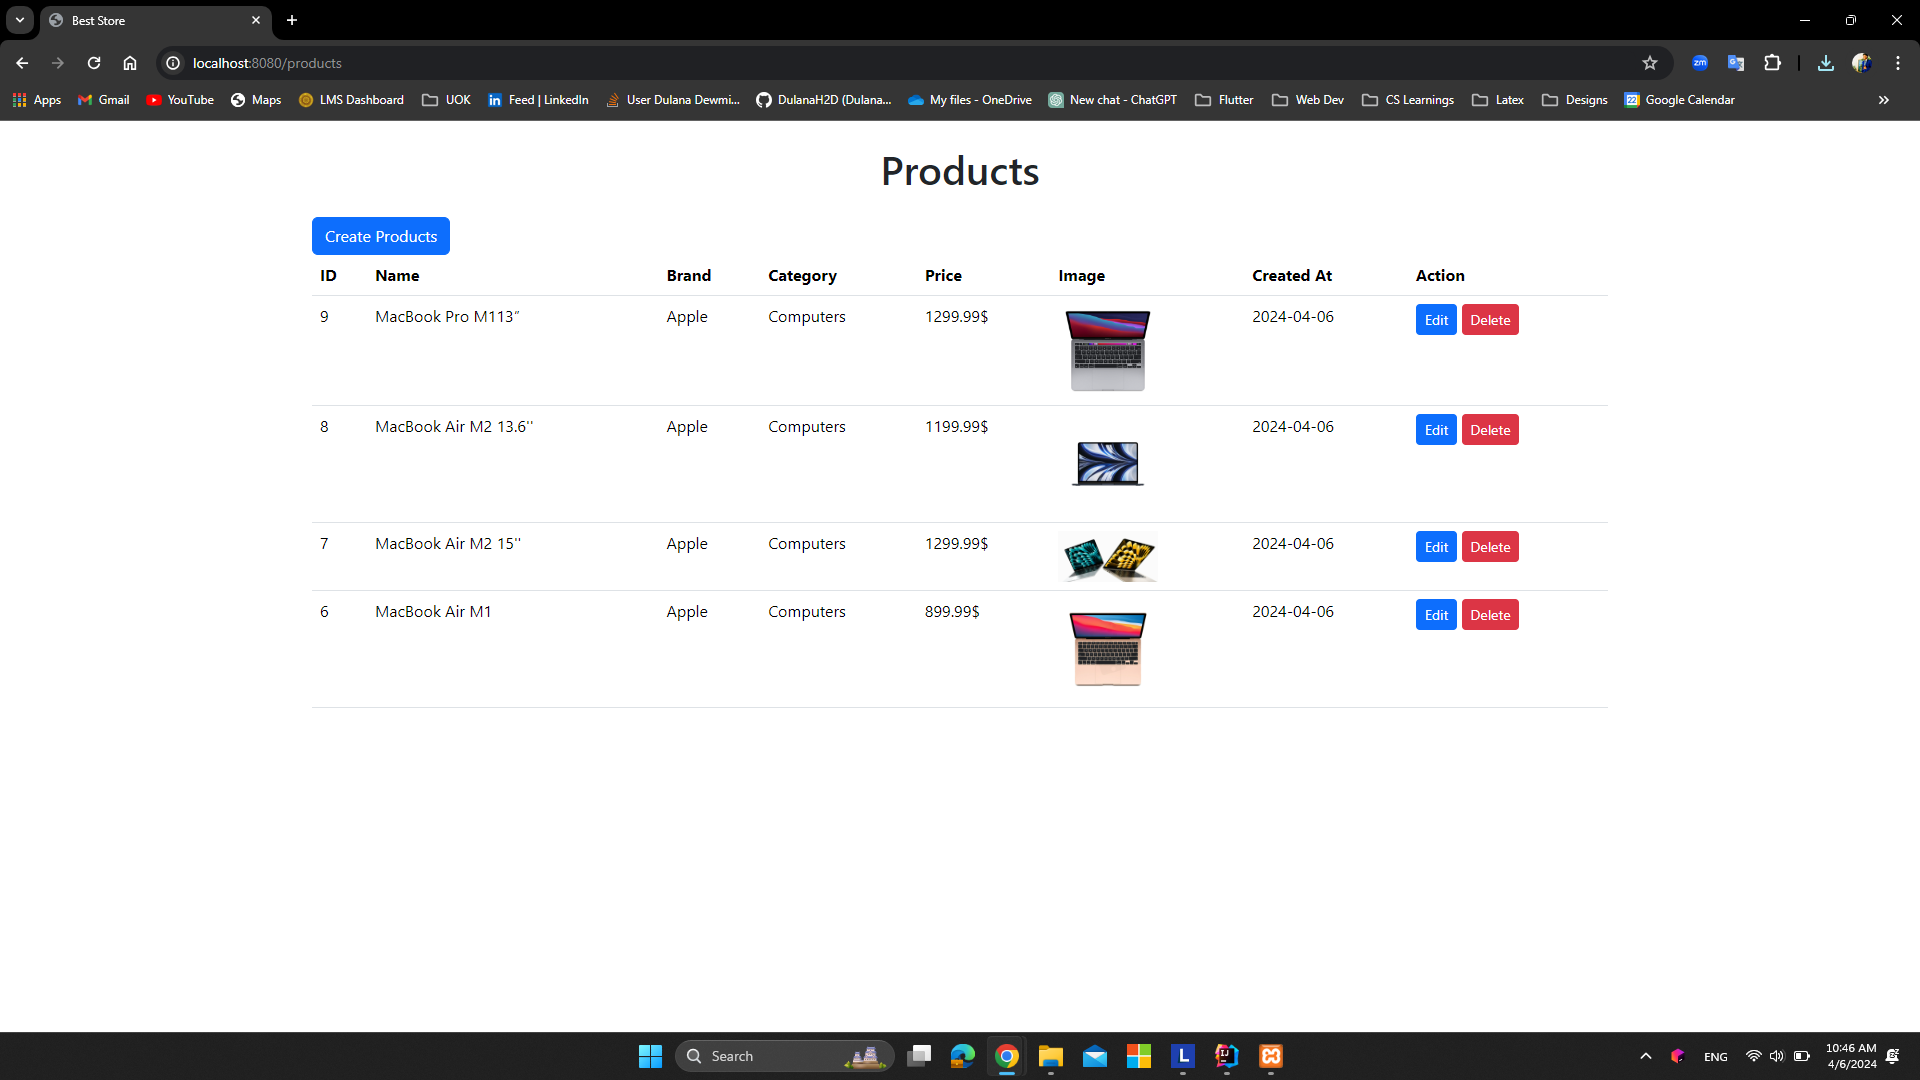 Best Store
localhost:8080/products
Apps Gmail YouTube Maps LMS Dashboard UOK Feed | LinkedIn User Dulana Dewmi... DulanaH2D (Dulana... My files - OneDrive New chat - ChatGPT Flutter Web Dev CS Learnings Latex Designs Google Calendar
Products
Create Products
ID Name Brand Category Price Image Created At Action
9 MacBook Pro M113” Apple Computers 1299.99$ 2024-04-06 Edit Delete
8 MacBook Air M2 13.6'' Apple Computers 1199.99$ 2024-04-06 Edit Delete
7 MacBook Air M2 15'' Apple Computers 1299.99$ 2024-04-06 Edit Delete
6 MacBook Air M1 Apple Computers 899.99$ 2024-04-06 Edit Delete
Search ENG 10:46 AM
4/6/2024